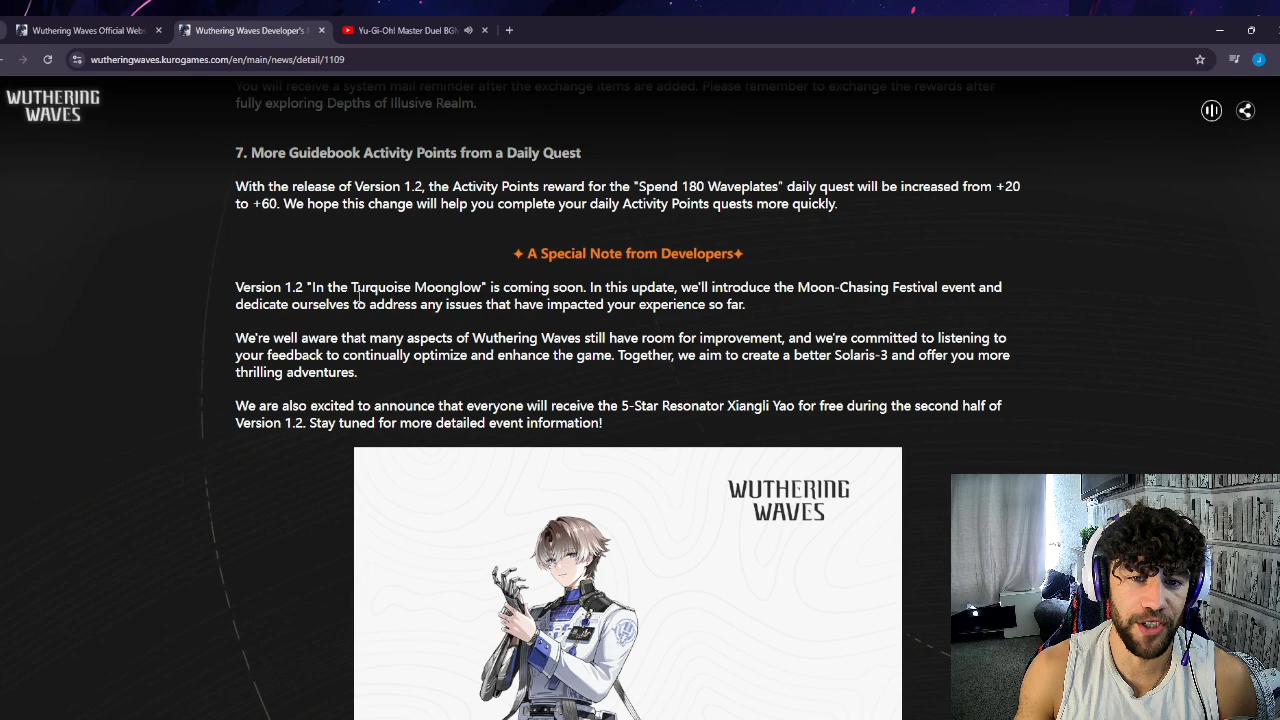 Wuthering Waves Official Webs
Wuthering Waves Developer's
Yu-Gi-Oh! Master Duel BGM
wutheringwaves.kurogames.com/en/main/news/detail/1109
J
WUTHERING
WAVES
You will receive a system mail reminder after the exchange items are added. Please remember to exchange the rewards after
fully exploring Depths of Illusive Realm.
7. More Guidebook Activity Points from a Daily Quest
With the release of Version 1.2, the Activity Points reward for the "Spend 180 Waveplates" daily quest will be increased from +20
to +60. We hope this change will help you complete your daily Activity Points quests more quickly.
✦ A Special Note from Developers✦
Version 1.2 "In the Turquoise Moonglow" is coming soon. In this update, we'll introduce the Moon-Chasing Festival event and
dedicate ourselves to address any issues that have impacted your experience so far.
We're well aware that many aspects of Wuthering Waves still have room for improvement, and we're committed to listening to
your feedback to continually optimize and enhance the game. Together, we aim to create a better Solaris-3 and offer you more
thrilling adventures.
We are also excited to announce that everyone will receive the 5-Star Resonator Xiangli Yao for free during the second half of
Version 1.2. Stay tuned for more detailed event information!
WUTHERING
WAVES